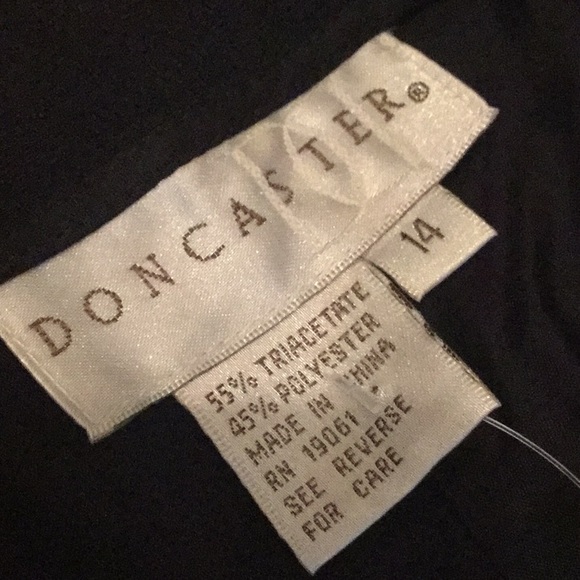 DONCASTER®
14
55% TRIACETATE
45% POLYESTER
MADE IN CHINA
RN 19061
SEE REVERSE
FOR CARE